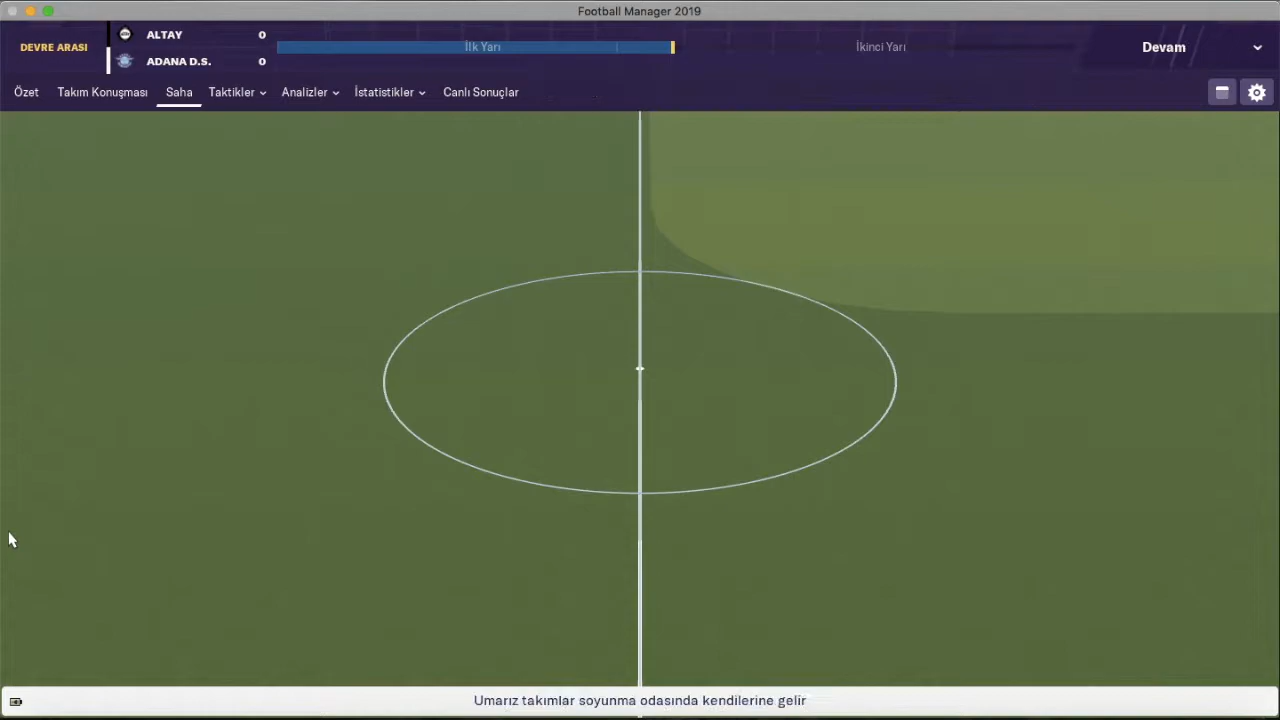 Football Manager 2019
DEVRE ARASI
ALTAY 0
ADANA D.S. 0
İlk Yarı
İkinci Yarı
Devam
Özet Takım Konuşması Saha Taktikler Analizler İstatistikler Canlı Sonuçlar
Umarız takımlar soyunma odasında kendilerine gelir